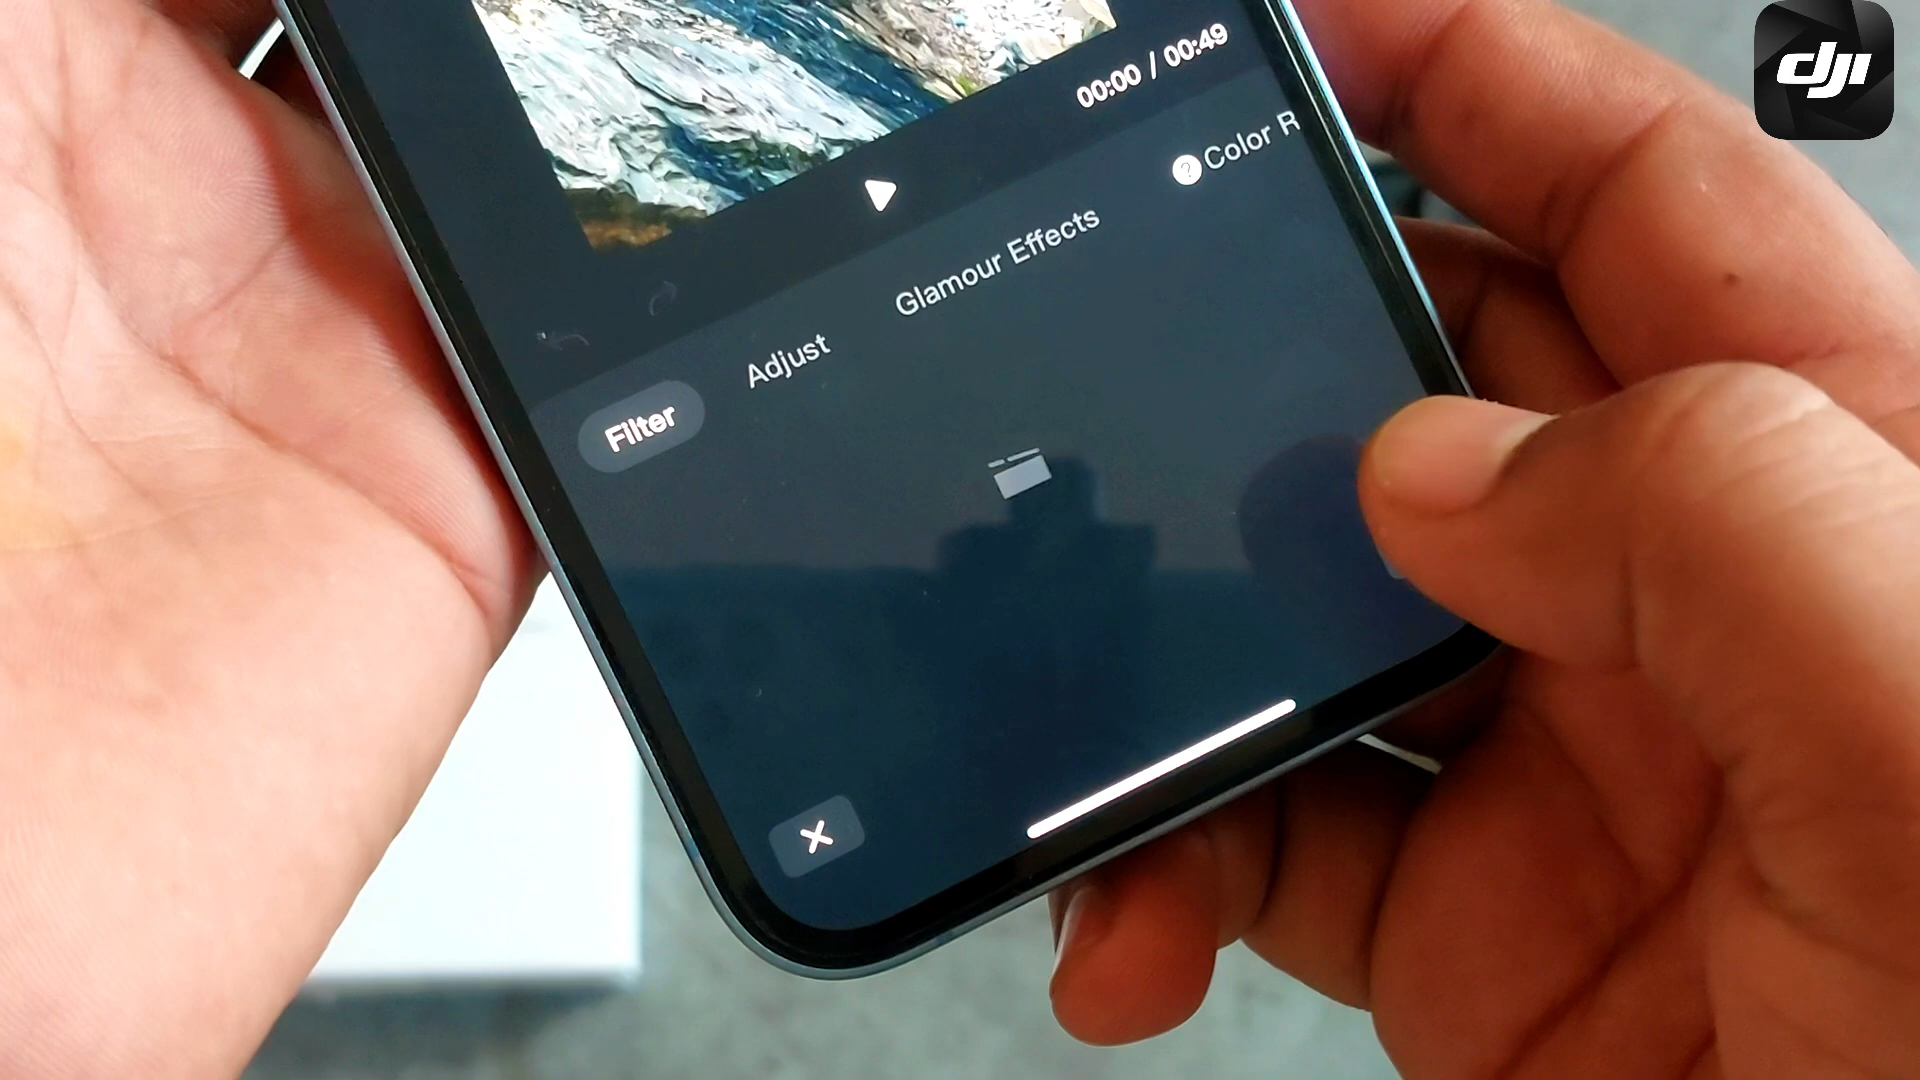 dji
00:00 / 00:49
Filter
Adjust
Glamour Effects
? Color R